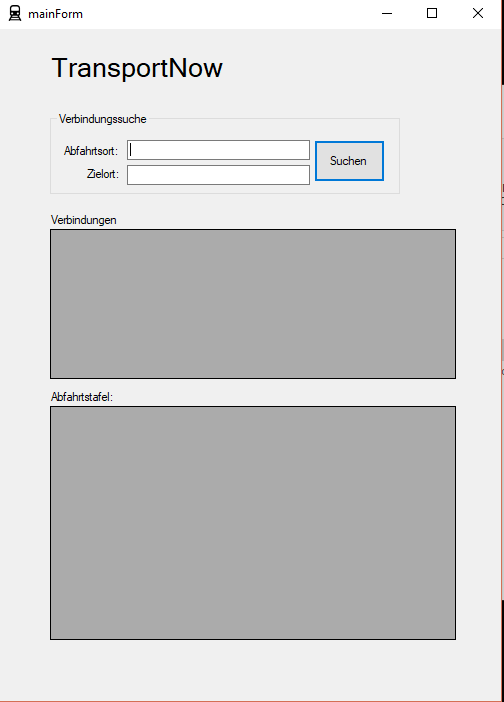 mainForm
TransportNow
Verbindungssuche
Abfahrtsort:
Suchen
Zielort:
Verbindungen
Abfahrtstafel: